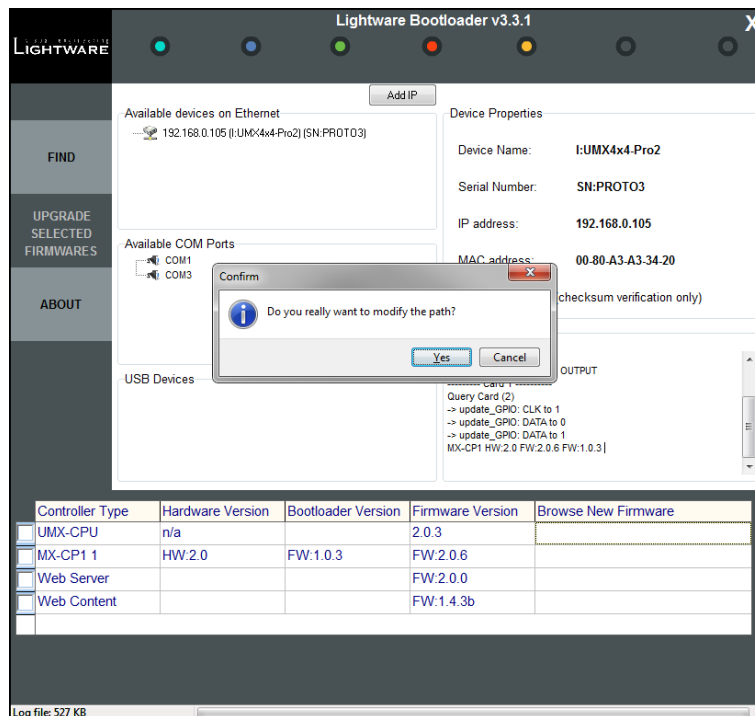 Lightware Bootloader v3.3.1
X
LIGHTWARE
Add IP
Available devices on Ethernet
192.168.0.105 (I:UMX4x4-Pro2) (SN:PROTO3)
FIND
UPGRADE
SELECTED
FIRMWARES
ABOUT
Available COM Ports
COM1
COM3
USB Devices
Device Properties
Device Name: I:UMX4x4-Pro2
Serial Number: SN:PROTO3
IP address: 192.168.0.105
MAC address: 00-80-A3-A3-34-20
(checksum verification only)
Confirm
Do you really want to modify the path?
Yes
Cancel
OUTPUT
--------- Card 1 ----------
Query Card (2)
-> update_GPIO: CLK to 1
-> update_GPIO: DATA to 0
-> update_GPIO: DATA to 1
MX-CP1 HW:2.0 FW:2.0.6 FW:1.0.3
Controller Type Hardware Version Bootloader Version Firmware Version Browse New Firmware
UMX-CPU n/a 2.0.3
MX-CP1 1 HW:2.0 FW:1.0.3 FW:2.0.6
Web Server FW:2.0.0
Web Content FW:1.4.3b
Log file: 527 KB